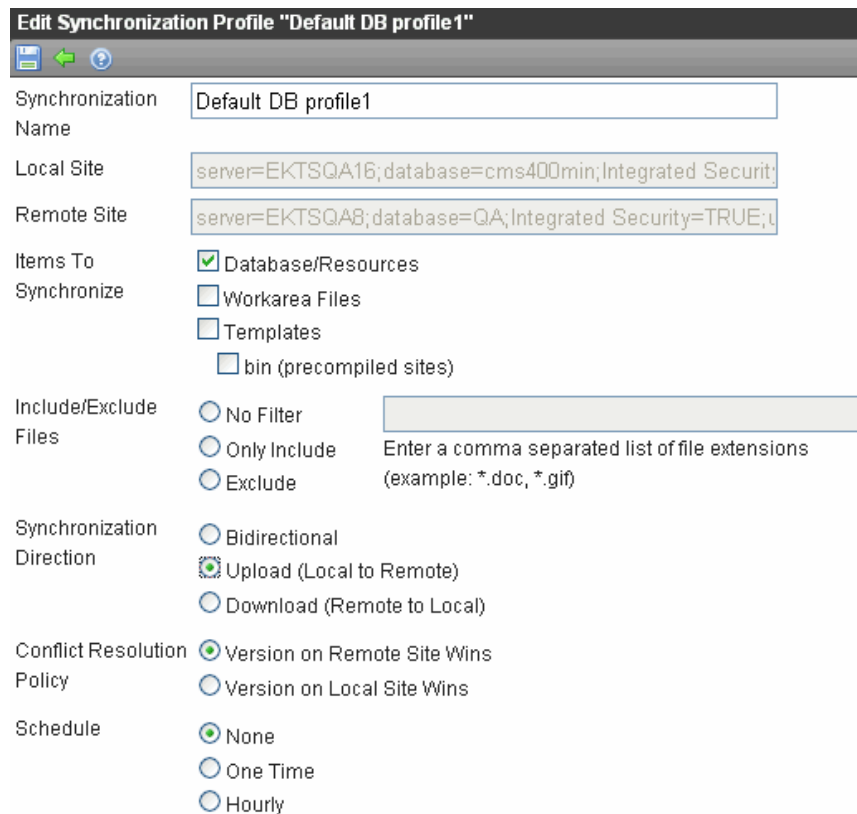 Edit Synchronization Profile "Default DB profile1"
Synchronization Name
Default DB profile1
Local Site
server=EKTSQA16;database=cms400min;Integrated Securit
Remote Site
server=EKTSQA8;database=QA;Integrated Security=TRUE;
Items To Synchronize
Database/Resources
Workarea Files
Templates
bin (precompiled sites)
Include/Exclude Files
No Filter
Only Include
Exclude
Enter a comma separated list of file extensions
(example: *.doc, *.gif)
Synchronization Direction
Bidirectional
Upload (Local to Remote)
Download (Remote to Local)
Conflict Resolution Policy
Version on Remote Site Wins
Version on Local Site Wins
Schedule
None
One Time
Hourly